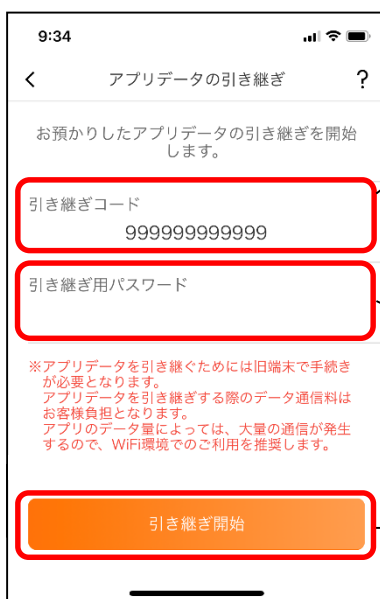 9:34
アプリデータの引き継ぎ ?
お預かりしたアプリデータの引き継ぎを開始
します。
引き継ぎコード
999999999999
引き継ぎ用パスワード
※アプリデータを引き継ぐためには旧端末で手続き
が必要となります。
アプリデータを引き継ぎする際のデータ通信料は
お客様負担となります。
アプリのデータ量によっては、大量の通信が発生
するので、WiFi環境でのご利用を推奨します。
引き継ぎ開始